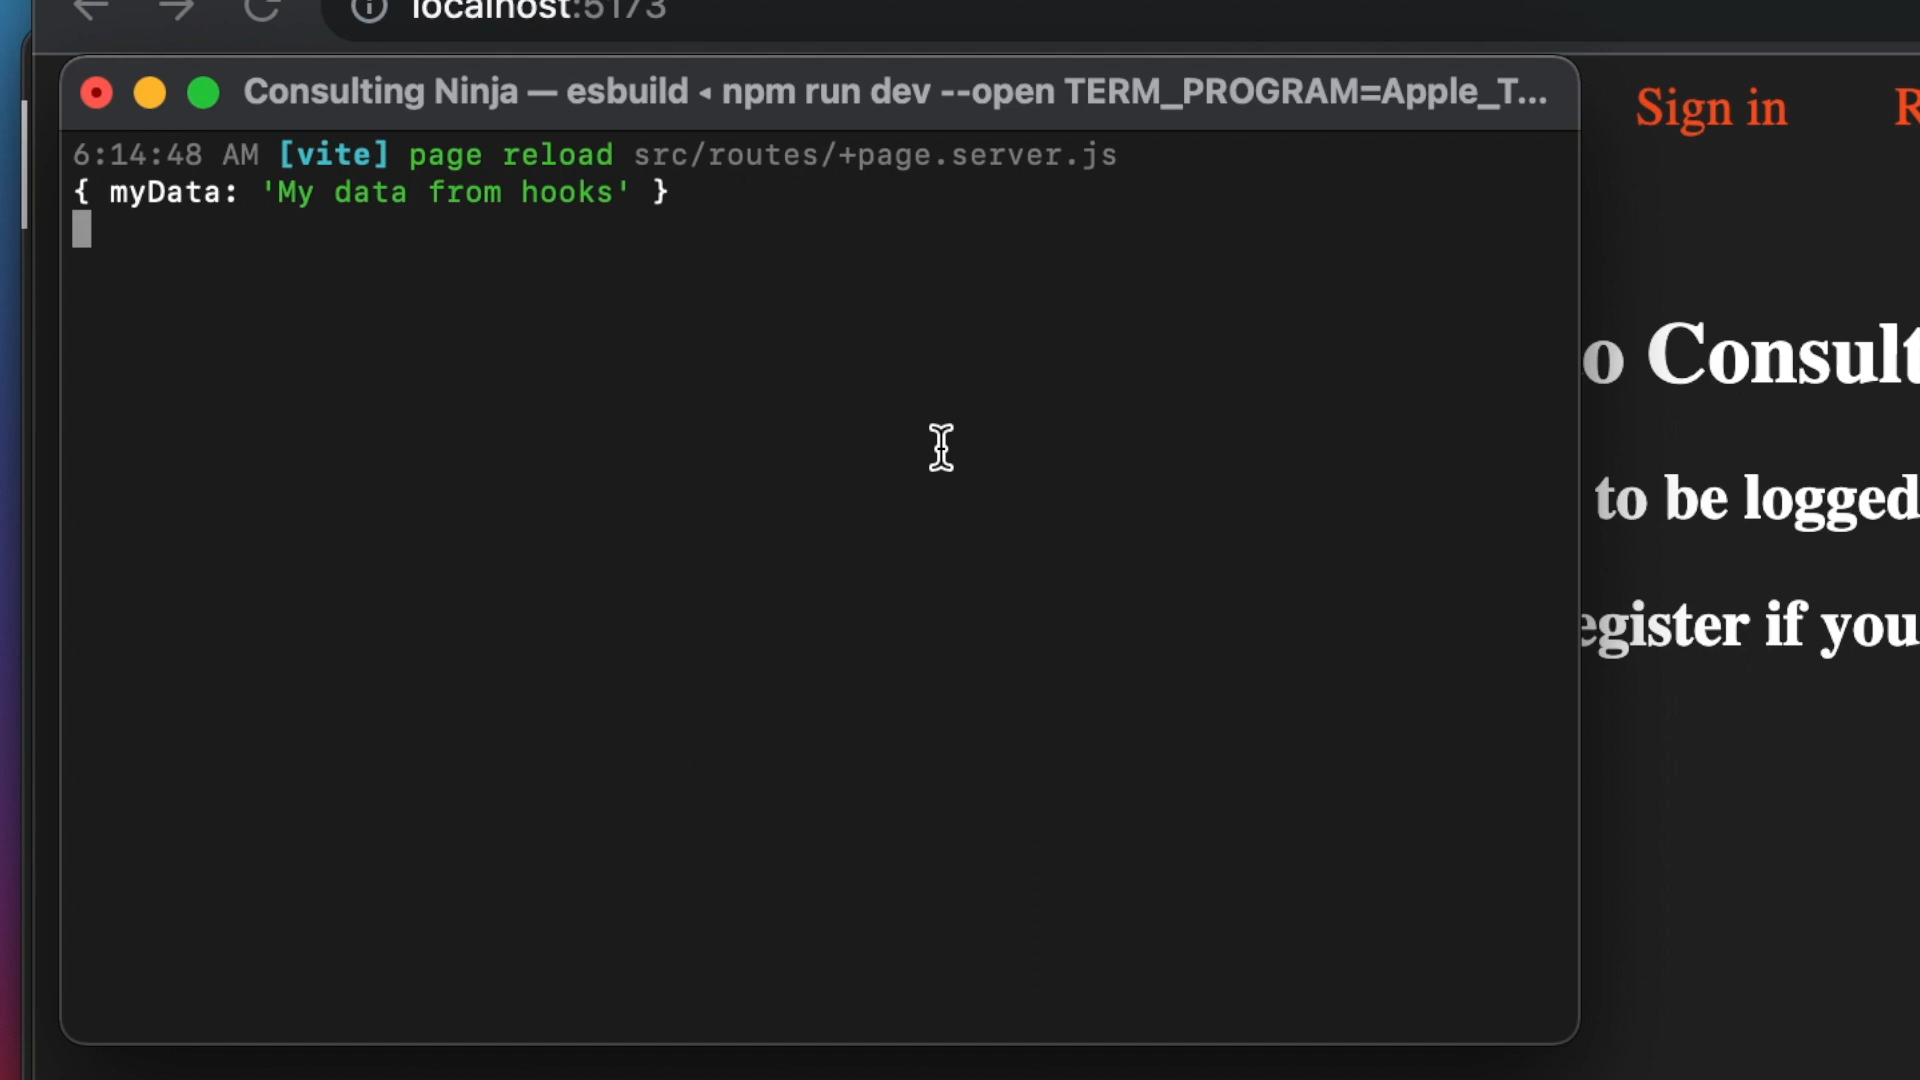 localhost:5173
Consulting Ninja — esbuild ◂ npm run dev --open TERM_PROGRAM=Apple_T...
6:14:48 AM [vite] page reload src/routes/+page.server.js
{ myData: 'My data from hooks' }
Sign in R
o Consult
to be logged
egister if you